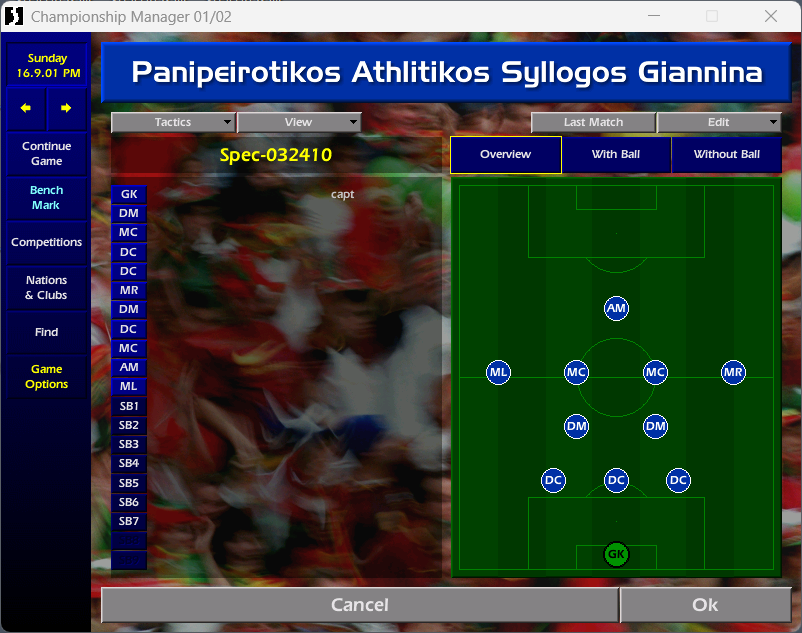 Championship Manager 01/02
Sunday
16.9.01 PM
Continue
Game
Bench
Mark
Competitions
Nations
& Clubs
Find
Game
Options
Panipeirotikos Athlitikos Syllogos Giannina
Tactics
View
Last Match
Edit
Spec-032410
Overview
With Ball
Without Ball
GK
capt
DM
MC
DC
DC
MR
DM
DC
MC
AM
ML
SB1
SB2
SB3
SB4
SB5
SB6
SB7
AM
ML
MC
MC
MR
DM
DM
DC
DC
DC
GK
Cancel
Ok